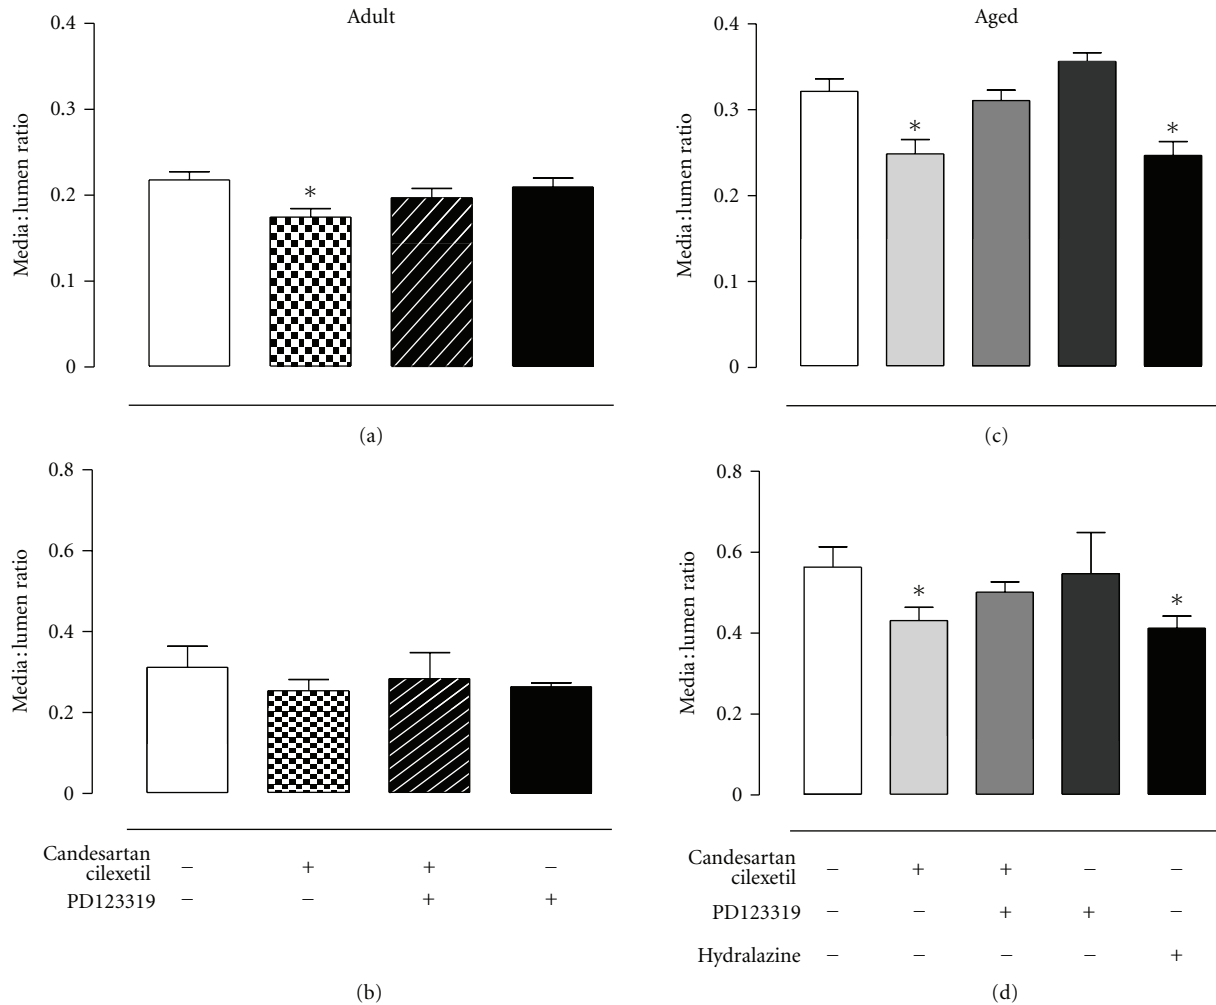 Adult
0.4
0.3
0.2
0.1
0
Media:lumen ratio
*
(a)
Aged
0.4
0.3
0.2
0.1
0
Media:lumen ratio
*
*
(c)
0.8
0.6
0.4
0.2
0
Media:lumen ratio
Candesartan
cilexetil
− + + −
PD123319 − − + +
(b)
0.8
0.6
0.4
0.2
0
Media:lumen ratio
*
*
Candesartan
cilexetil
− + + − −
PD123319 − − + + −
Hydralazine − − − − +
(d)